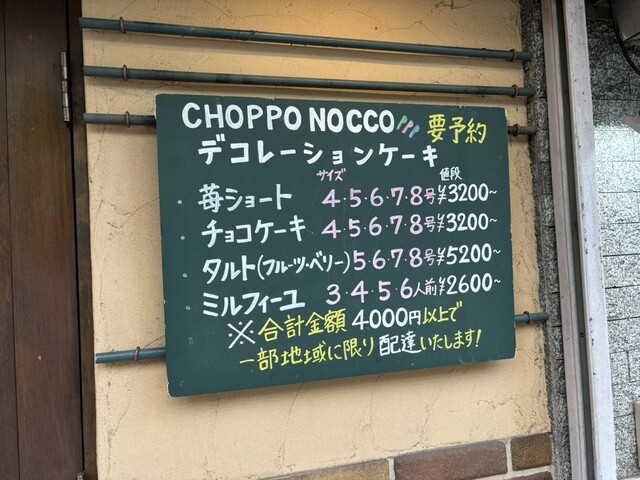 CHOPPO NOCCO 要予約
デコレーションケーキ
サイズ 値段
・苺ショート 4・5・6・7・8号¥3200~
・チョコケーキ 4・5・6・7・8号¥3200~
・タルト(フルーツ・ベリー)5・6・7・8号¥5200~
・ミルフィーユ 3・4・5・6人前¥2600~
※合計金額4000円以上で
一部地域に限り配達いたします!